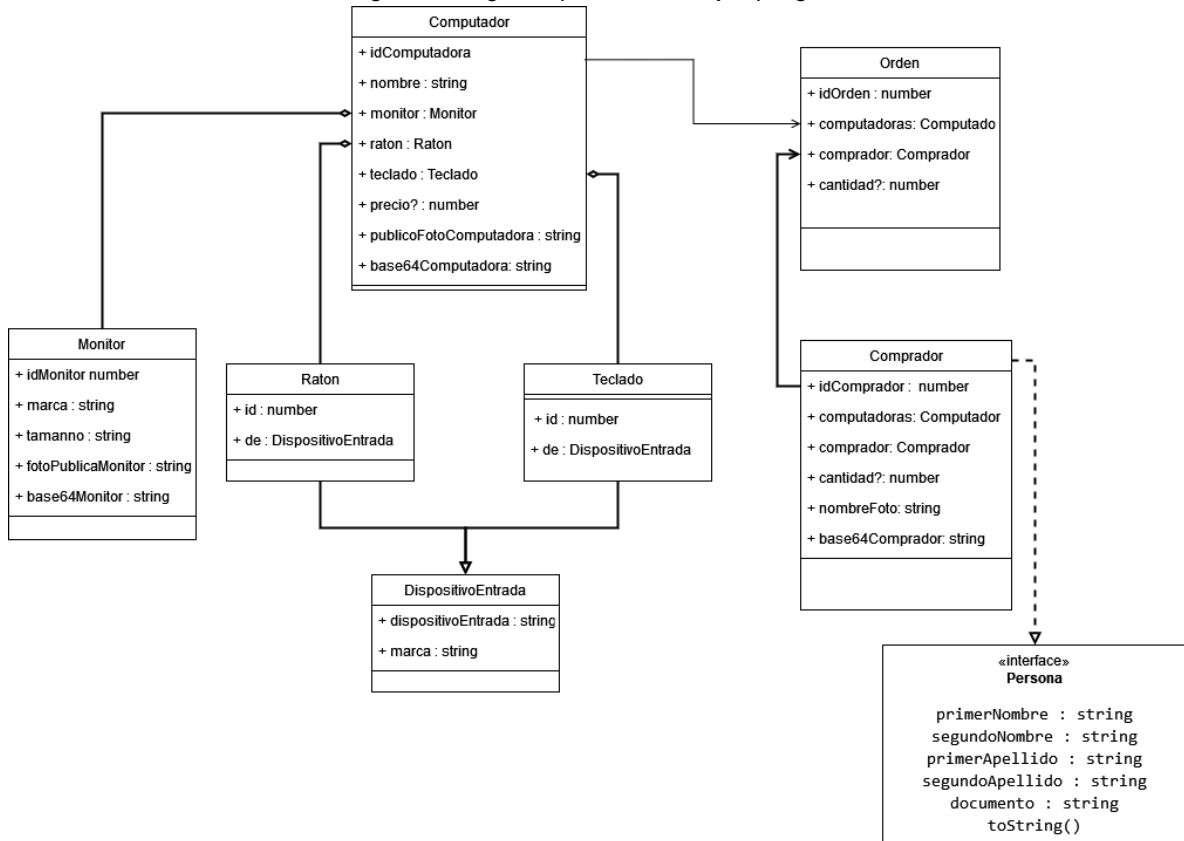 Computador
+ idComputadora
+ nombre : string
+ monitor : Monitor
+ raton : Raton
+ teclado : Teclado
+ precio? : number
+ publicoFotoComputadora : string
+ base64Computadora: string
Orden
+ idOrden : number
+ computadoras: Computado
+ comprador: Comprador
+ cantidad?: number
Monitor
+ idMonitor number
+ marca : string
+ tamanno : string
+ fotoPublicaMonitor : string
+ base64Monitor : string
Raton
+ id : number
+ de : DispositivoEntrada
Teclado
+ id : number
+ de : DispositivoEntrada
Comprador
+ idComprador : number
+ computadoras: Computador
+ comprador: Comprador
+ cantidad?: number
+ nombreFoto: string
+ base64Comprador: string
DispositivoEntrada
+ dispositivoEntrada : string
+ marca : string
«interface»
Persona
primerNombre : string
segundoNombre : string
primerApellido : string
segundoApellido : string
documento : string
toString()